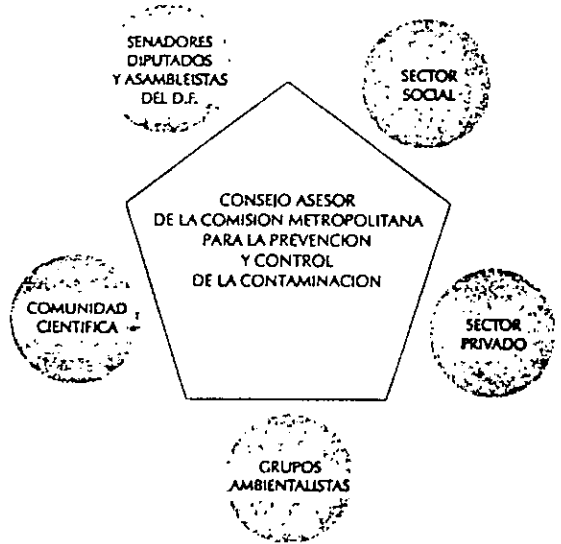 SENADORES
DIPUTADOS
Y ASAMBLEISTAS
DEL D.F.
SECTOR
SOCIAL
CONSEJO ASESOR
DE LA COMISION METROPOLITANA
PARA LA PREVENCION
Y CONTROL
DE LA CONTAMINACION
COMUNIDAD
CIENTIFICA
SECTOR
PRIVADO
GRUPOS
AMBIENTALISTAS